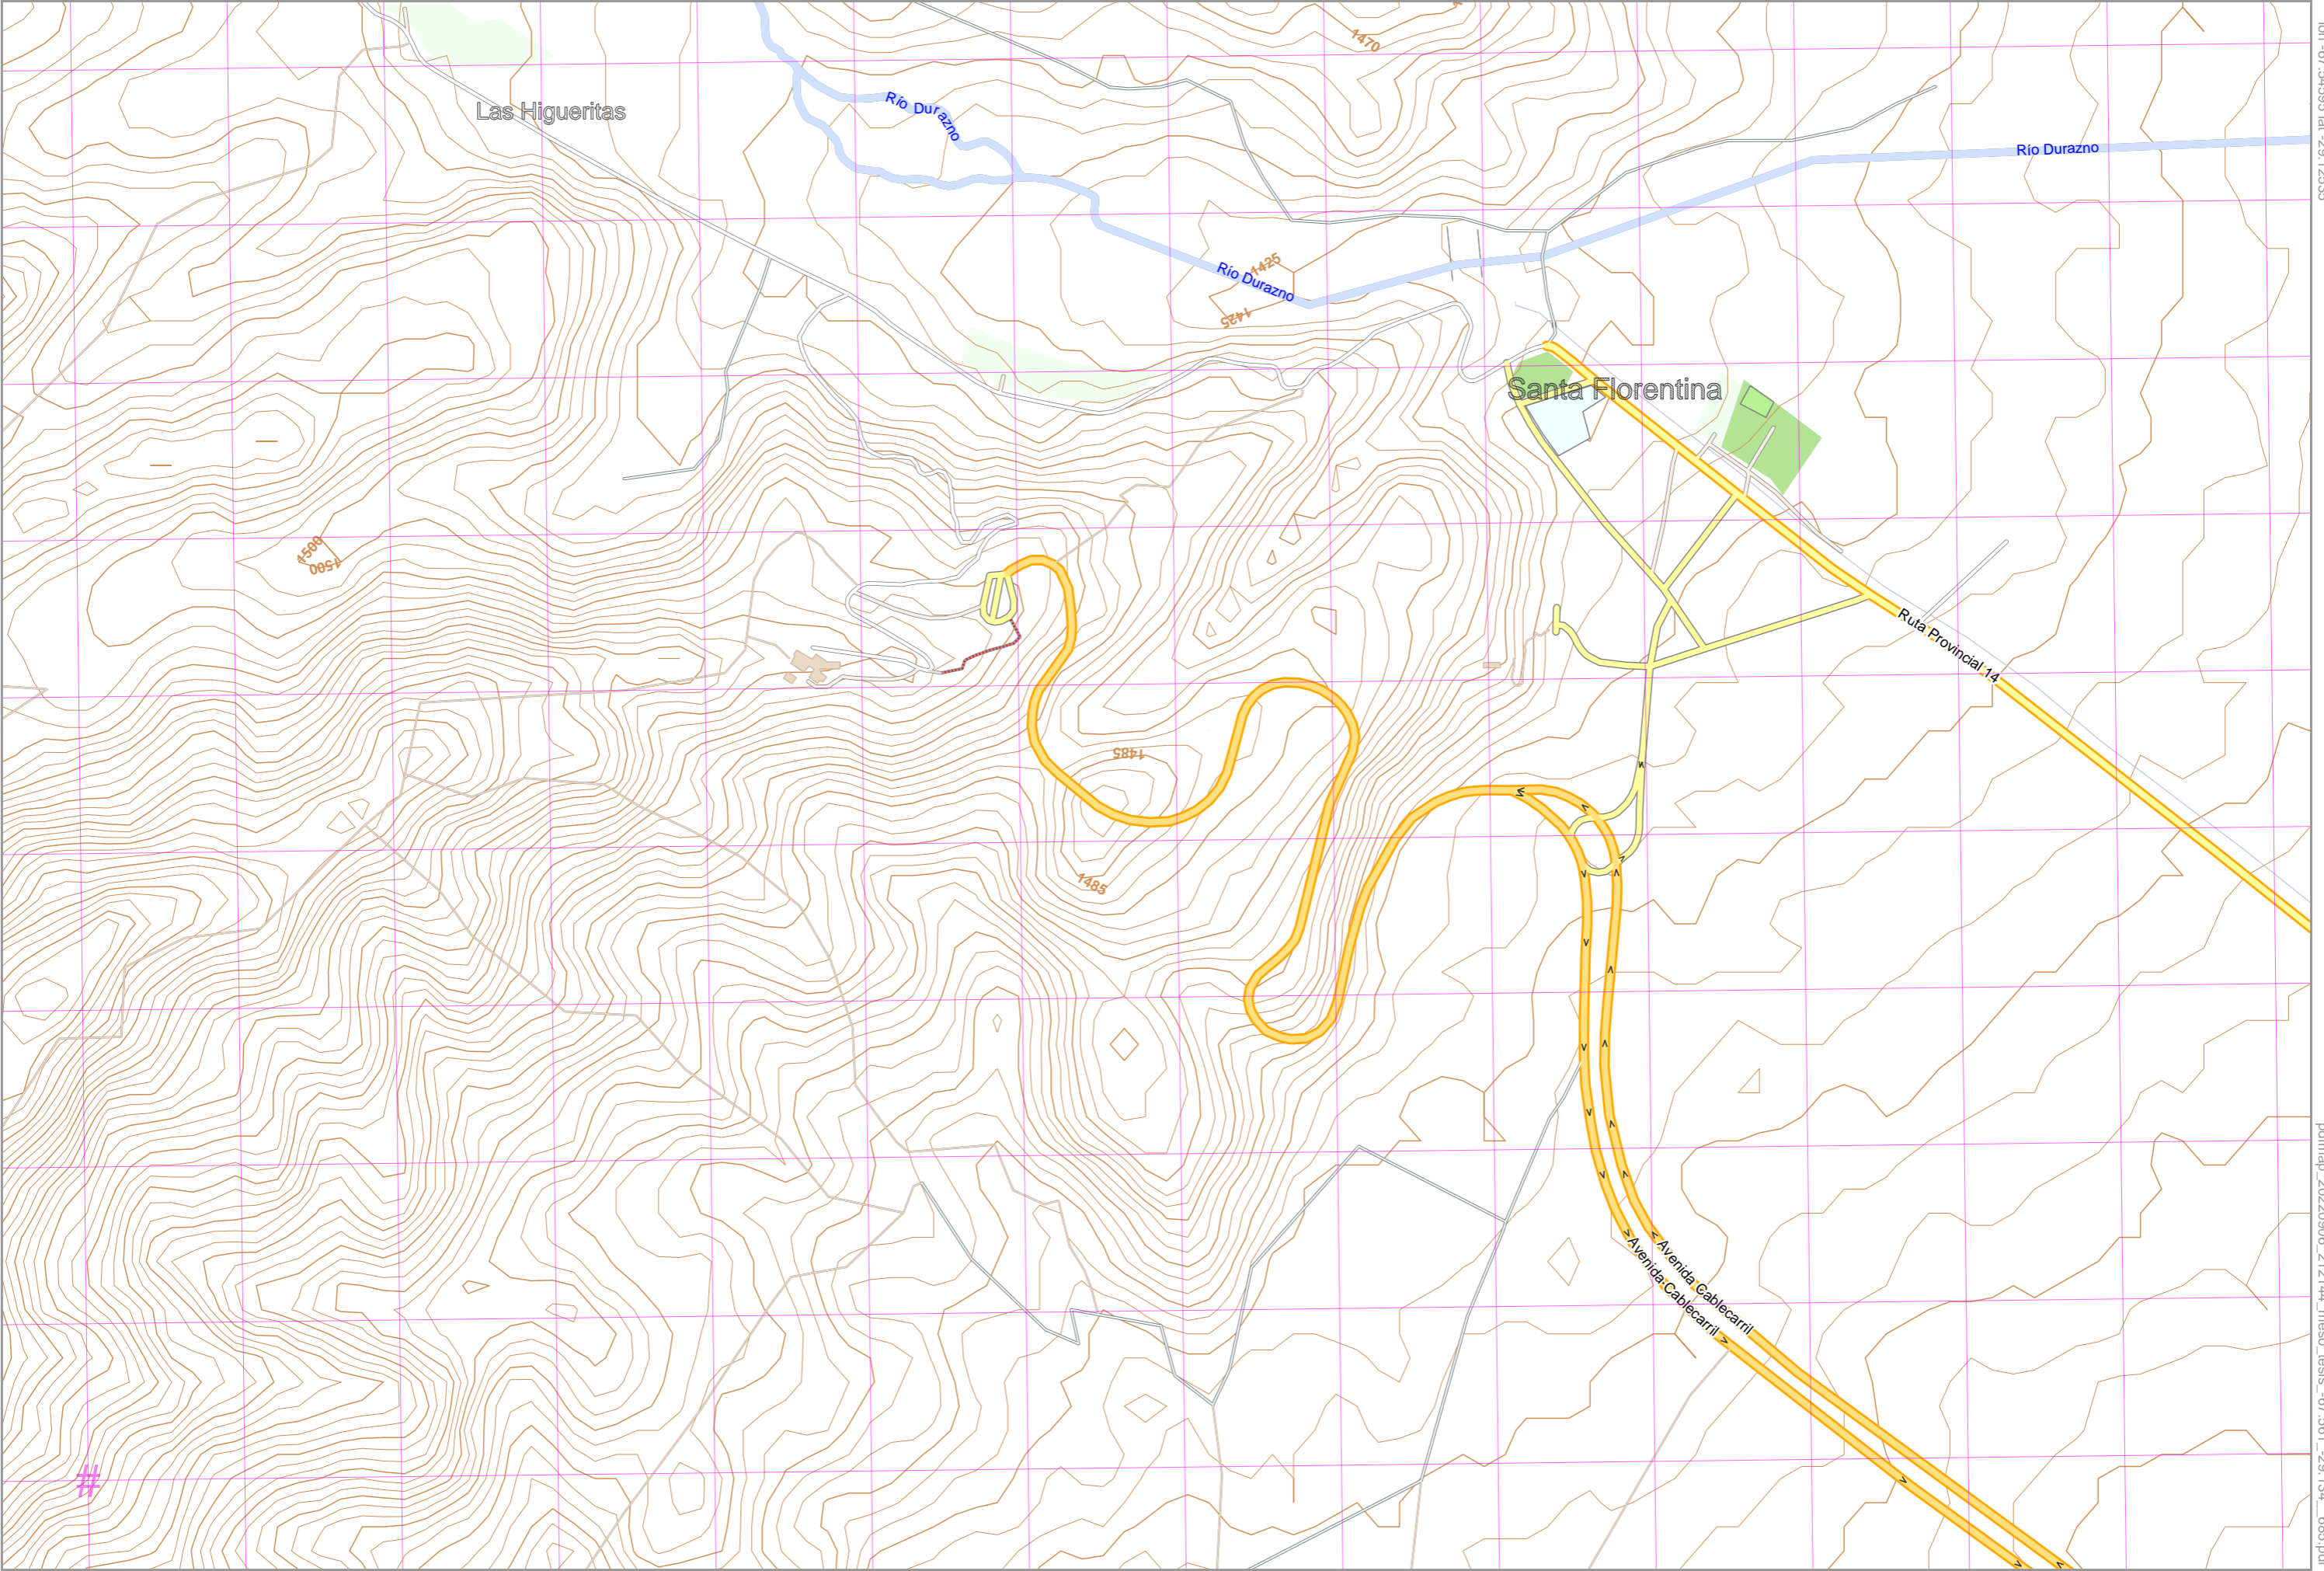 1470
Las Higueritas
Río Durazno
Río Durazno
Río Durazno
1425
1425
Santa Florentina
1500
1500
Ruta Provincial 14
1485
1485
Avenida Cablecarril
Avenida Cablecarril